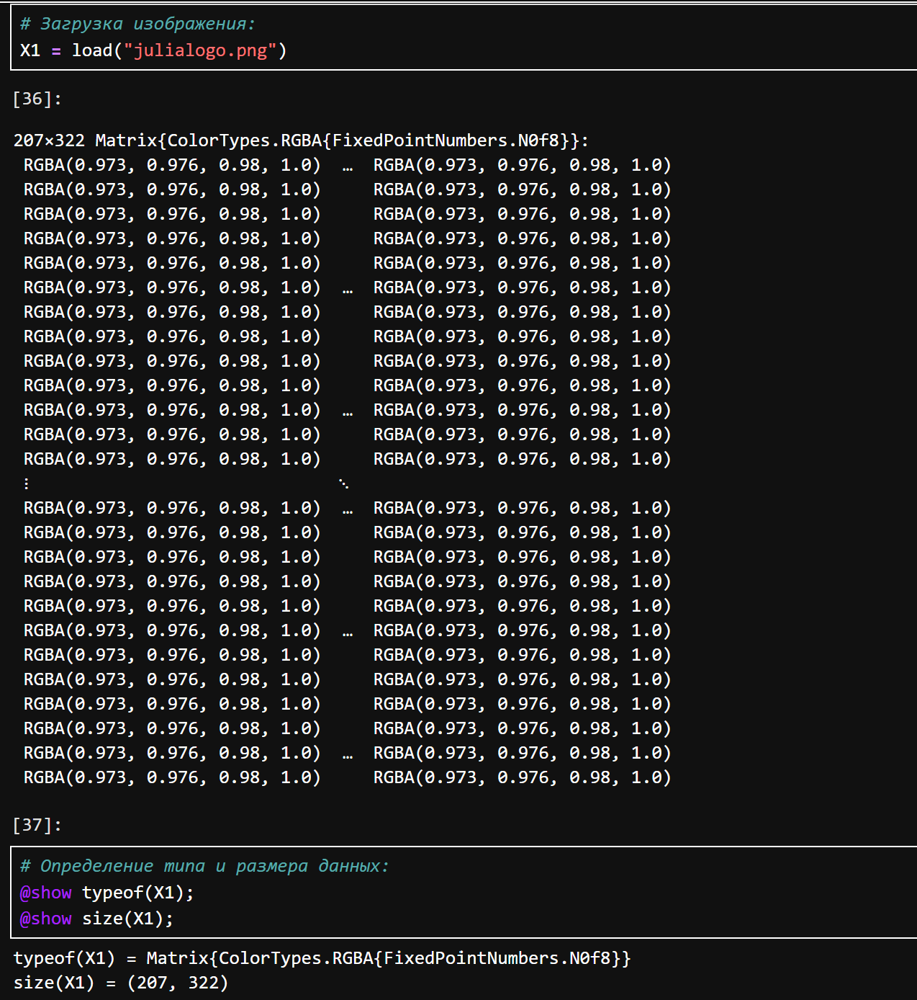 # Загрузка изображения:
X1 = load("julialogo.png")
[36]:
207×322 Matrix{ColorTypes.RGBA{FixedPointNumbers.N0f8}}:
RGBA(0.973, 0.976, 0.98, 1.0) … RGBA(0.973, 0.976, 0.98, 1.0)
RGBA(0.973, 0.976, 0.98, 1.0) RGBA(0.973, 0.976, 0.98, 1.0)
RGBA(0.973, 0.976, 0.98, 1.0) RGBA(0.973, 0.976, 0.98, 1.0)
RGBA(0.973, 0.976, 0.98, 1.0) RGBA(0.973, 0.976, 0.98, 1.0)
RGBA(0.973, 0.976, 0.98, 1.0) RGBA(0.973, 0.976, 0.98, 1.0)
RGBA(0.973, 0.976, 0.98, 1.0) … RGBA(0.973, 0.976, 0.98, 1.0)
RGBA(0.973, 0.976, 0.98, 1.0) RGBA(0.973, 0.976, 0.98, 1.0)
RGBA(0.973, 0.976, 0.98, 1.0) RGBA(0.973, 0.976, 0.98, 1.0)
RGBA(0.973, 0.976, 0.98, 1.0) RGBA(0.973, 0.976, 0.98, 1.0)
RGBA(0.973, 0.976, 0.98, 1.0) RGBA(0.973, 0.976, 0.98, 1.0)
RGBA(0.973, 0.976, 0.98, 1.0) … RGBA(0.973, 0.976, 0.98, 1.0)
RGBA(0.973, 0.976, 0.98, 1.0) RGBA(0.973, 0.976, 0.98, 1.0)
RGBA(0.973, 0.976, 0.98, 1.0) RGBA(0.973, 0.976, 0.98, 1.0)
⋮ ⋱
RGBA(0.973, 0.976, 0.98, 1.0) … RGBA(0.973, 0.976, 0.98, 1.0)
RGBA(0.973, 0.976, 0.98, 1.0) RGBA(0.973, 0.976, 0.98, 1.0)
RGBA(0.973, 0.976, 0.98, 1.0) RGBA(0.973, 0.976, 0.98, 1.0)
RGBA(0.973, 0.976, 0.98, 1.0) RGBA(0.973, 0.976, 0.98, 1.0)
RGBA(0.973, 0.976, 0.98, 1.0) RGBA(0.973, 0.976, 0.98, 1.0)
RGBA(0.973, 0.976, 0.98, 1.0) … RGBA(0.973, 0.976, 0.98, 1.0)
RGBA(0.973, 0.976, 0.98, 1.0) RGBA(0.973, 0.976, 0.98, 1.0)
RGBA(0.973, 0.976, 0.98, 1.0) RGBA(0.973, 0.976, 0.98, 1.0)
RGBA(0.973, 0.976, 0.98, 1.0) RGBA(0.973, 0.976, 0.98, 1.0)
RGBA(0.973, 0.976, 0.98, 1.0) RGBA(0.973, 0.976, 0.98, 1.0)
RGBA(0.973, 0.976, 0.98, 1.0) … RGBA(0.973, 0.976, 0.98, 1.0)
RGBA(0.973, 0.976, 0.98, 1.0) RGBA(0.973, 0.976, 0.98, 1.0)
[37]:
# Определение типа и размера данных:
@show typeof(X1);
@show size(X1);
typeof(X1) = Matrix{ColorTypes.RGBA{FixedPointNumbers.N0f8}}
size(X1) = (207, 322)